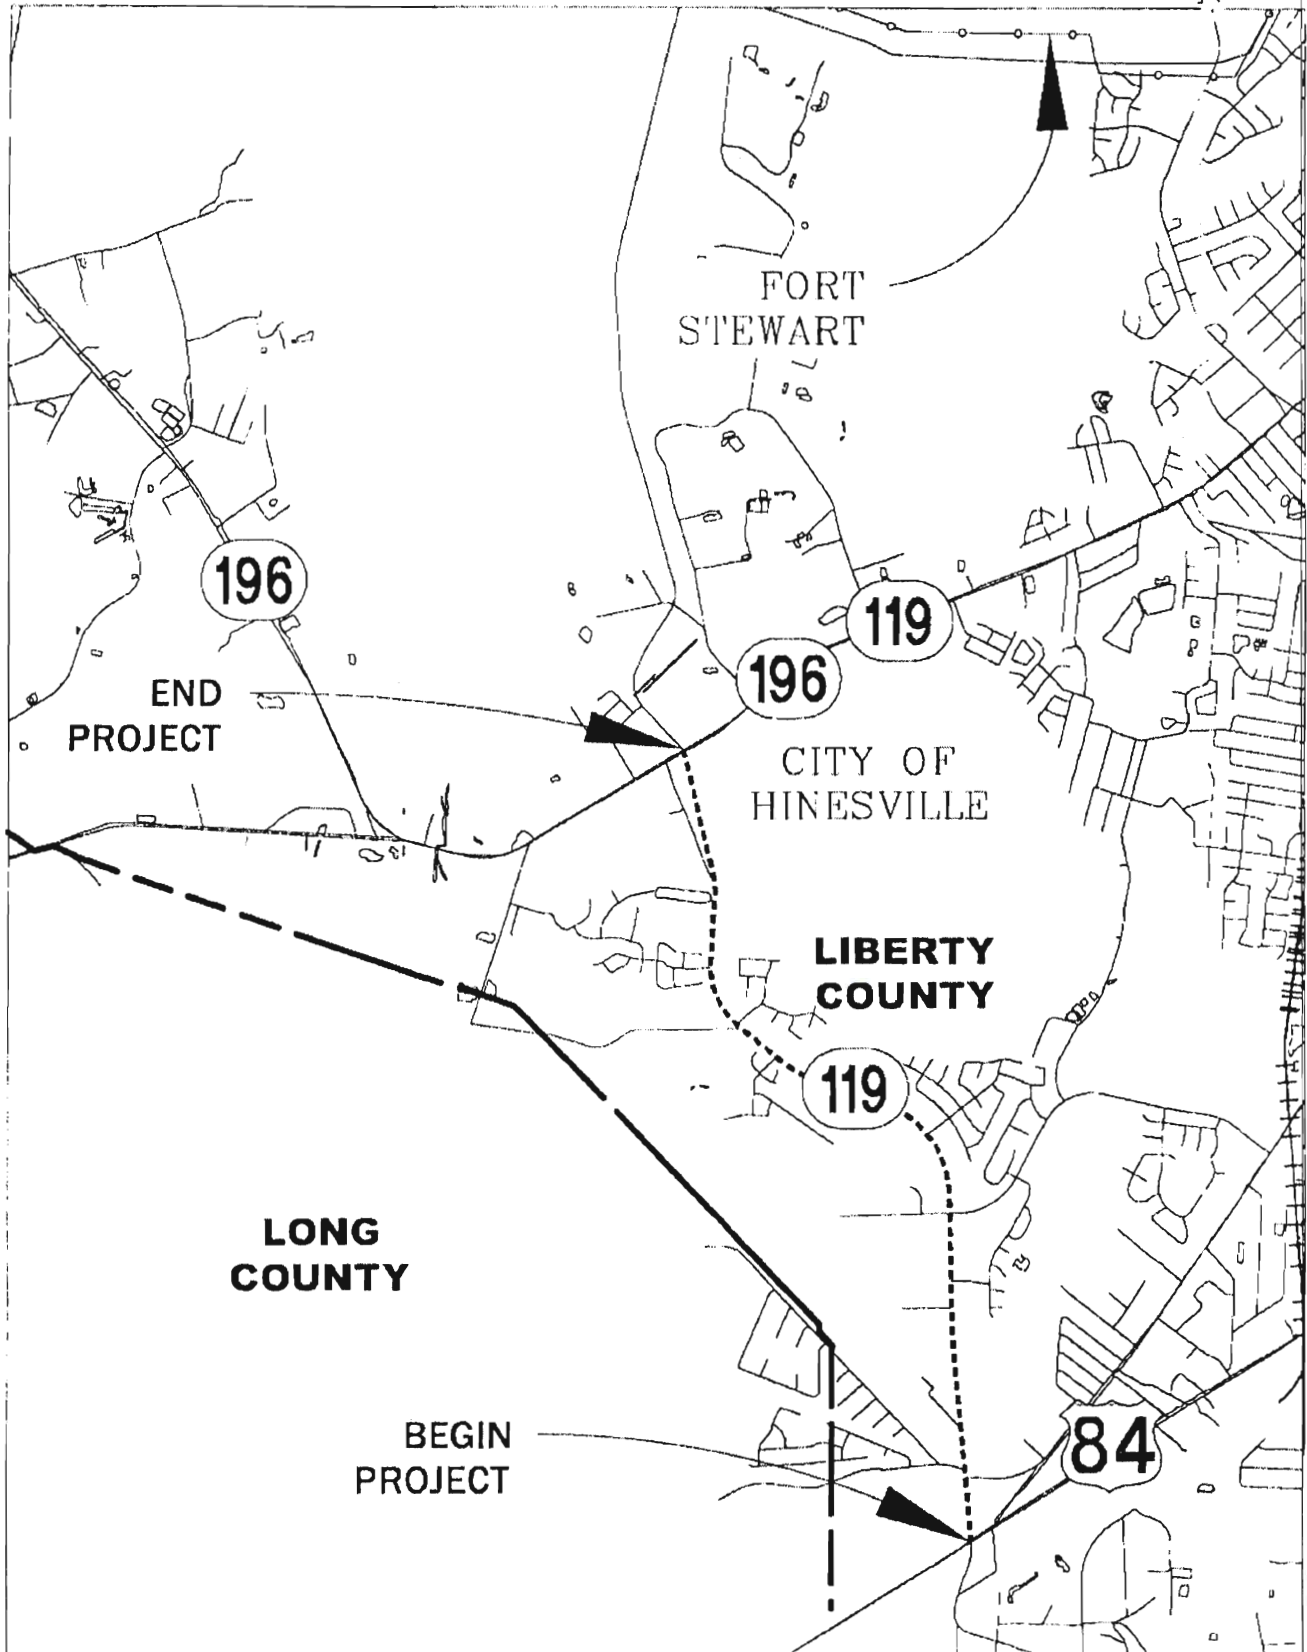 FORT
STEWART
196
119
196
END
PROJECT
CITY OF
HINESVILLE
LIBERTY
COUNTY
119
LONG
COUNTY
BEGIN
PROJECT
84